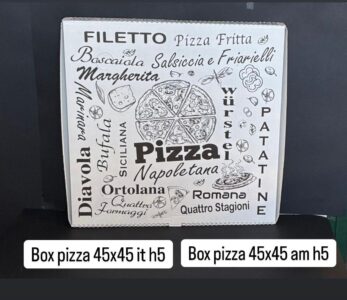 FILETTO
Pizza Fritta
Boscaiola
Salsiccia e Friarielli
Margherita
Marinara
würstel
Diavola
Bufala
SICILIANA
PATATINE
Pizza
Napoletana
Ortolana
Quattro
Formaggi
Romana
Quattro Stagioni
Box pizza 45x45 it h5
Box pizza 45x45 am h5